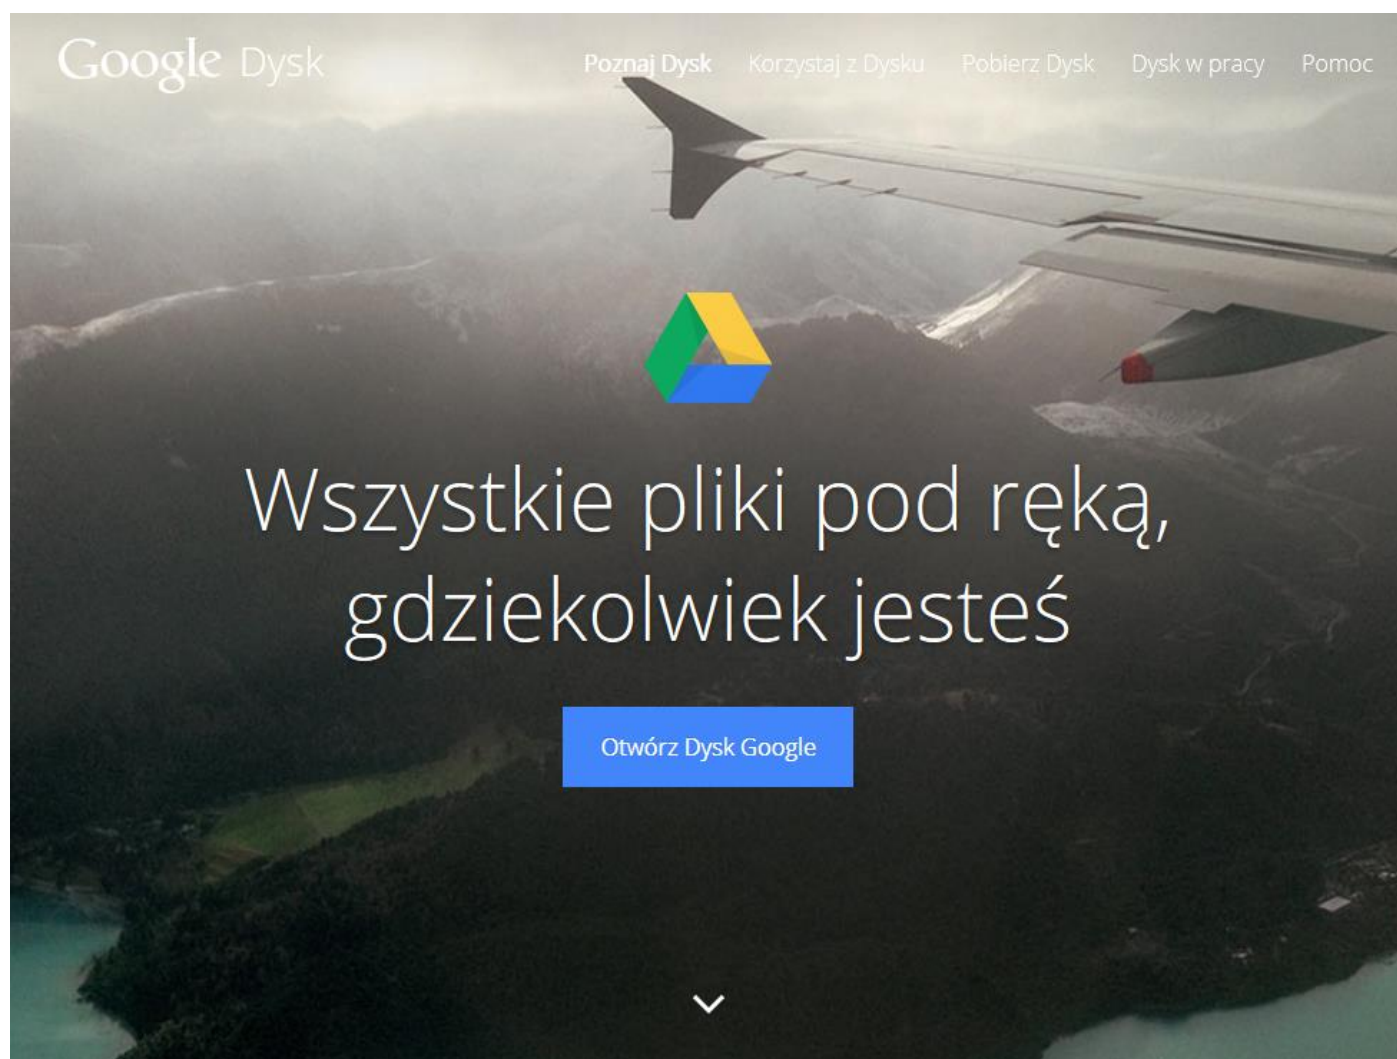 Google Dysk
Poznaj Dysk Korzystaj z Dysku Pobierz Dysk Dysk w pracy Pomoc
Wszystkie pliki pod ręką,
gdziekolwiek jesteś
Otwórz Dysk Google